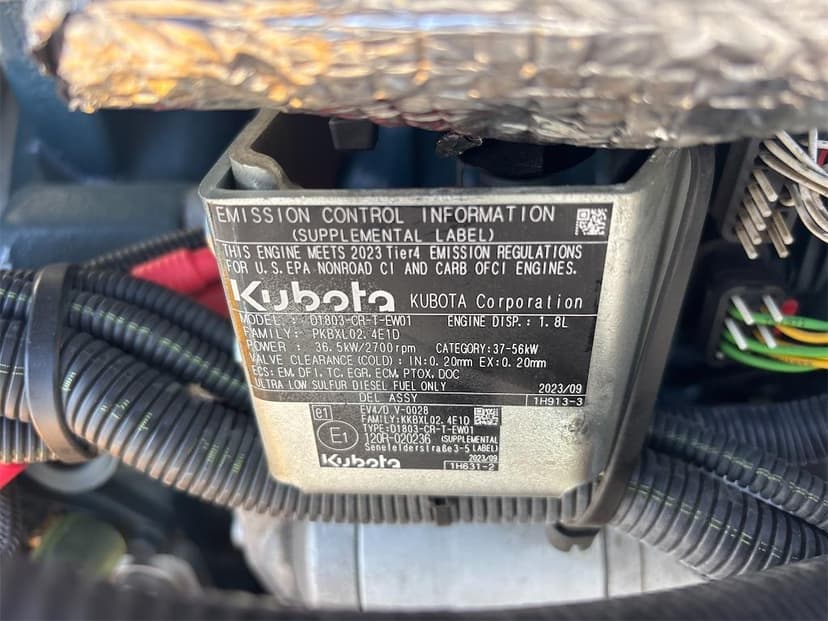 EMISSION CONTROL INFORMATION
(SUPPLEMENTAL LABEL)
THIS ENGINE MEETS 2023 Tier4 EMISSION REGULATIONS
FOR U.S.EPA NONROAD CI AND CARB OFCI ENGINES.
Kubota KUBOTA Corporation
MODEL : D1803-CR-T-EW01 ENGINE DISP.: 1.8L
FAMILY: PKBXL02.4E1D
POWER : 36.5kW/2700rpm CATEGORY:37-56kW
VALVE CLEARANCE(COLD): IN:0.20mm EX:0.20mm
ECS: EM, DFI, TC, EGR, ECM, PTOX, DOC
ULTRA LOW SULFUR DIESEL FUEL ONLY 2023/09
DEL ASSY 1H913-3
e1 EV4/D V-0028
FAMILY:KKBXL02.4E1D
TYPE:D1803-CR-T-EW01
E1 120R-020236 (SUPPLEMENTAL
Senefelderstraße3-5 LABEL)
Kubota 2023/09
1H631-2